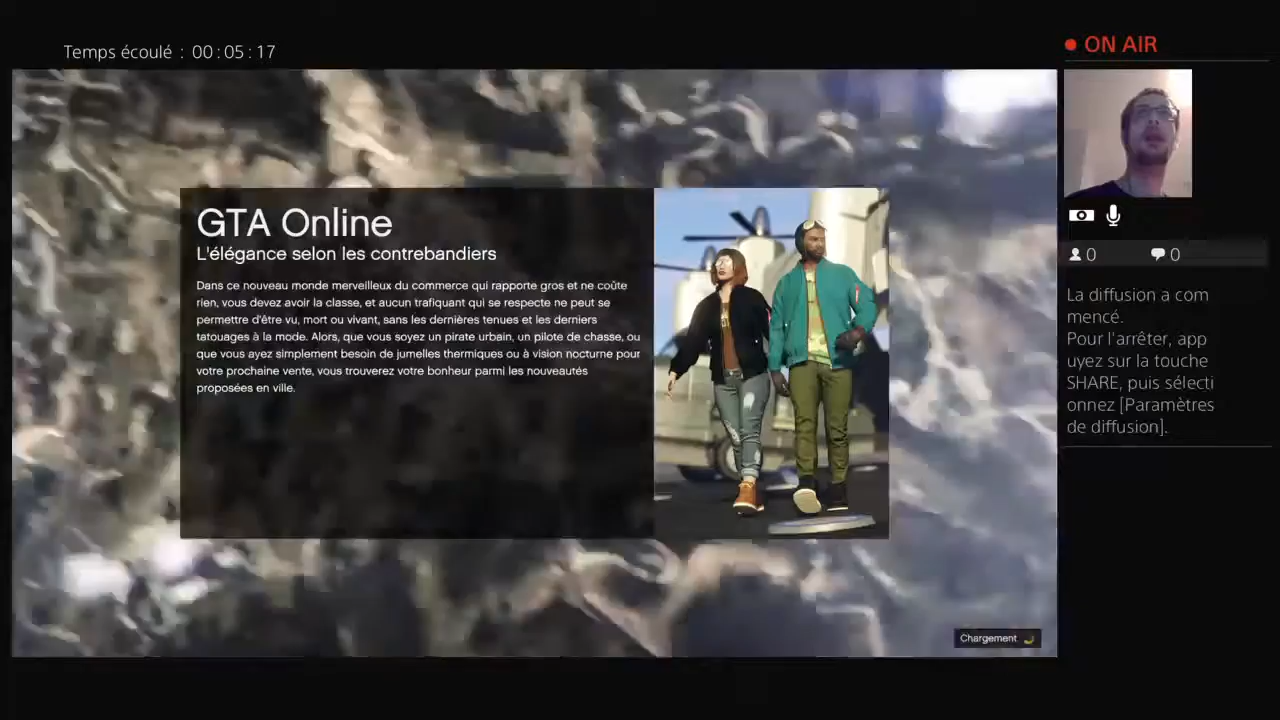 Temps écoulé : 00:05:17
ON AIR
GTA Online
L'élégance selon les contrebandiers
Dans ce nouveau monde merveilleux du commerce qui rapporte gros et ne coûte
rien, vous devez avoir la classe, et aucun trafiquant qui se respecte ne peut se
permettre d'être vu, mort ou vivant, sans les dernières tenues et les derniers
tatouages à la mode. Alors, que vous soyez un pirate urbain, un pilote de chasse, ou
que vous ayez simplement besoin de jumelles thermiques ou à vision nocturne pour
votre prochaine vente, vous trouverez votre bonheur parmi les nouveautés
proposées en ville.
Chargement
0 0
La diffusion a com
mencé.
Pour l'arrêter, app
uyez sur la touche
SHARE, puis sélecti
onnez [Paramètres
de diffusion].